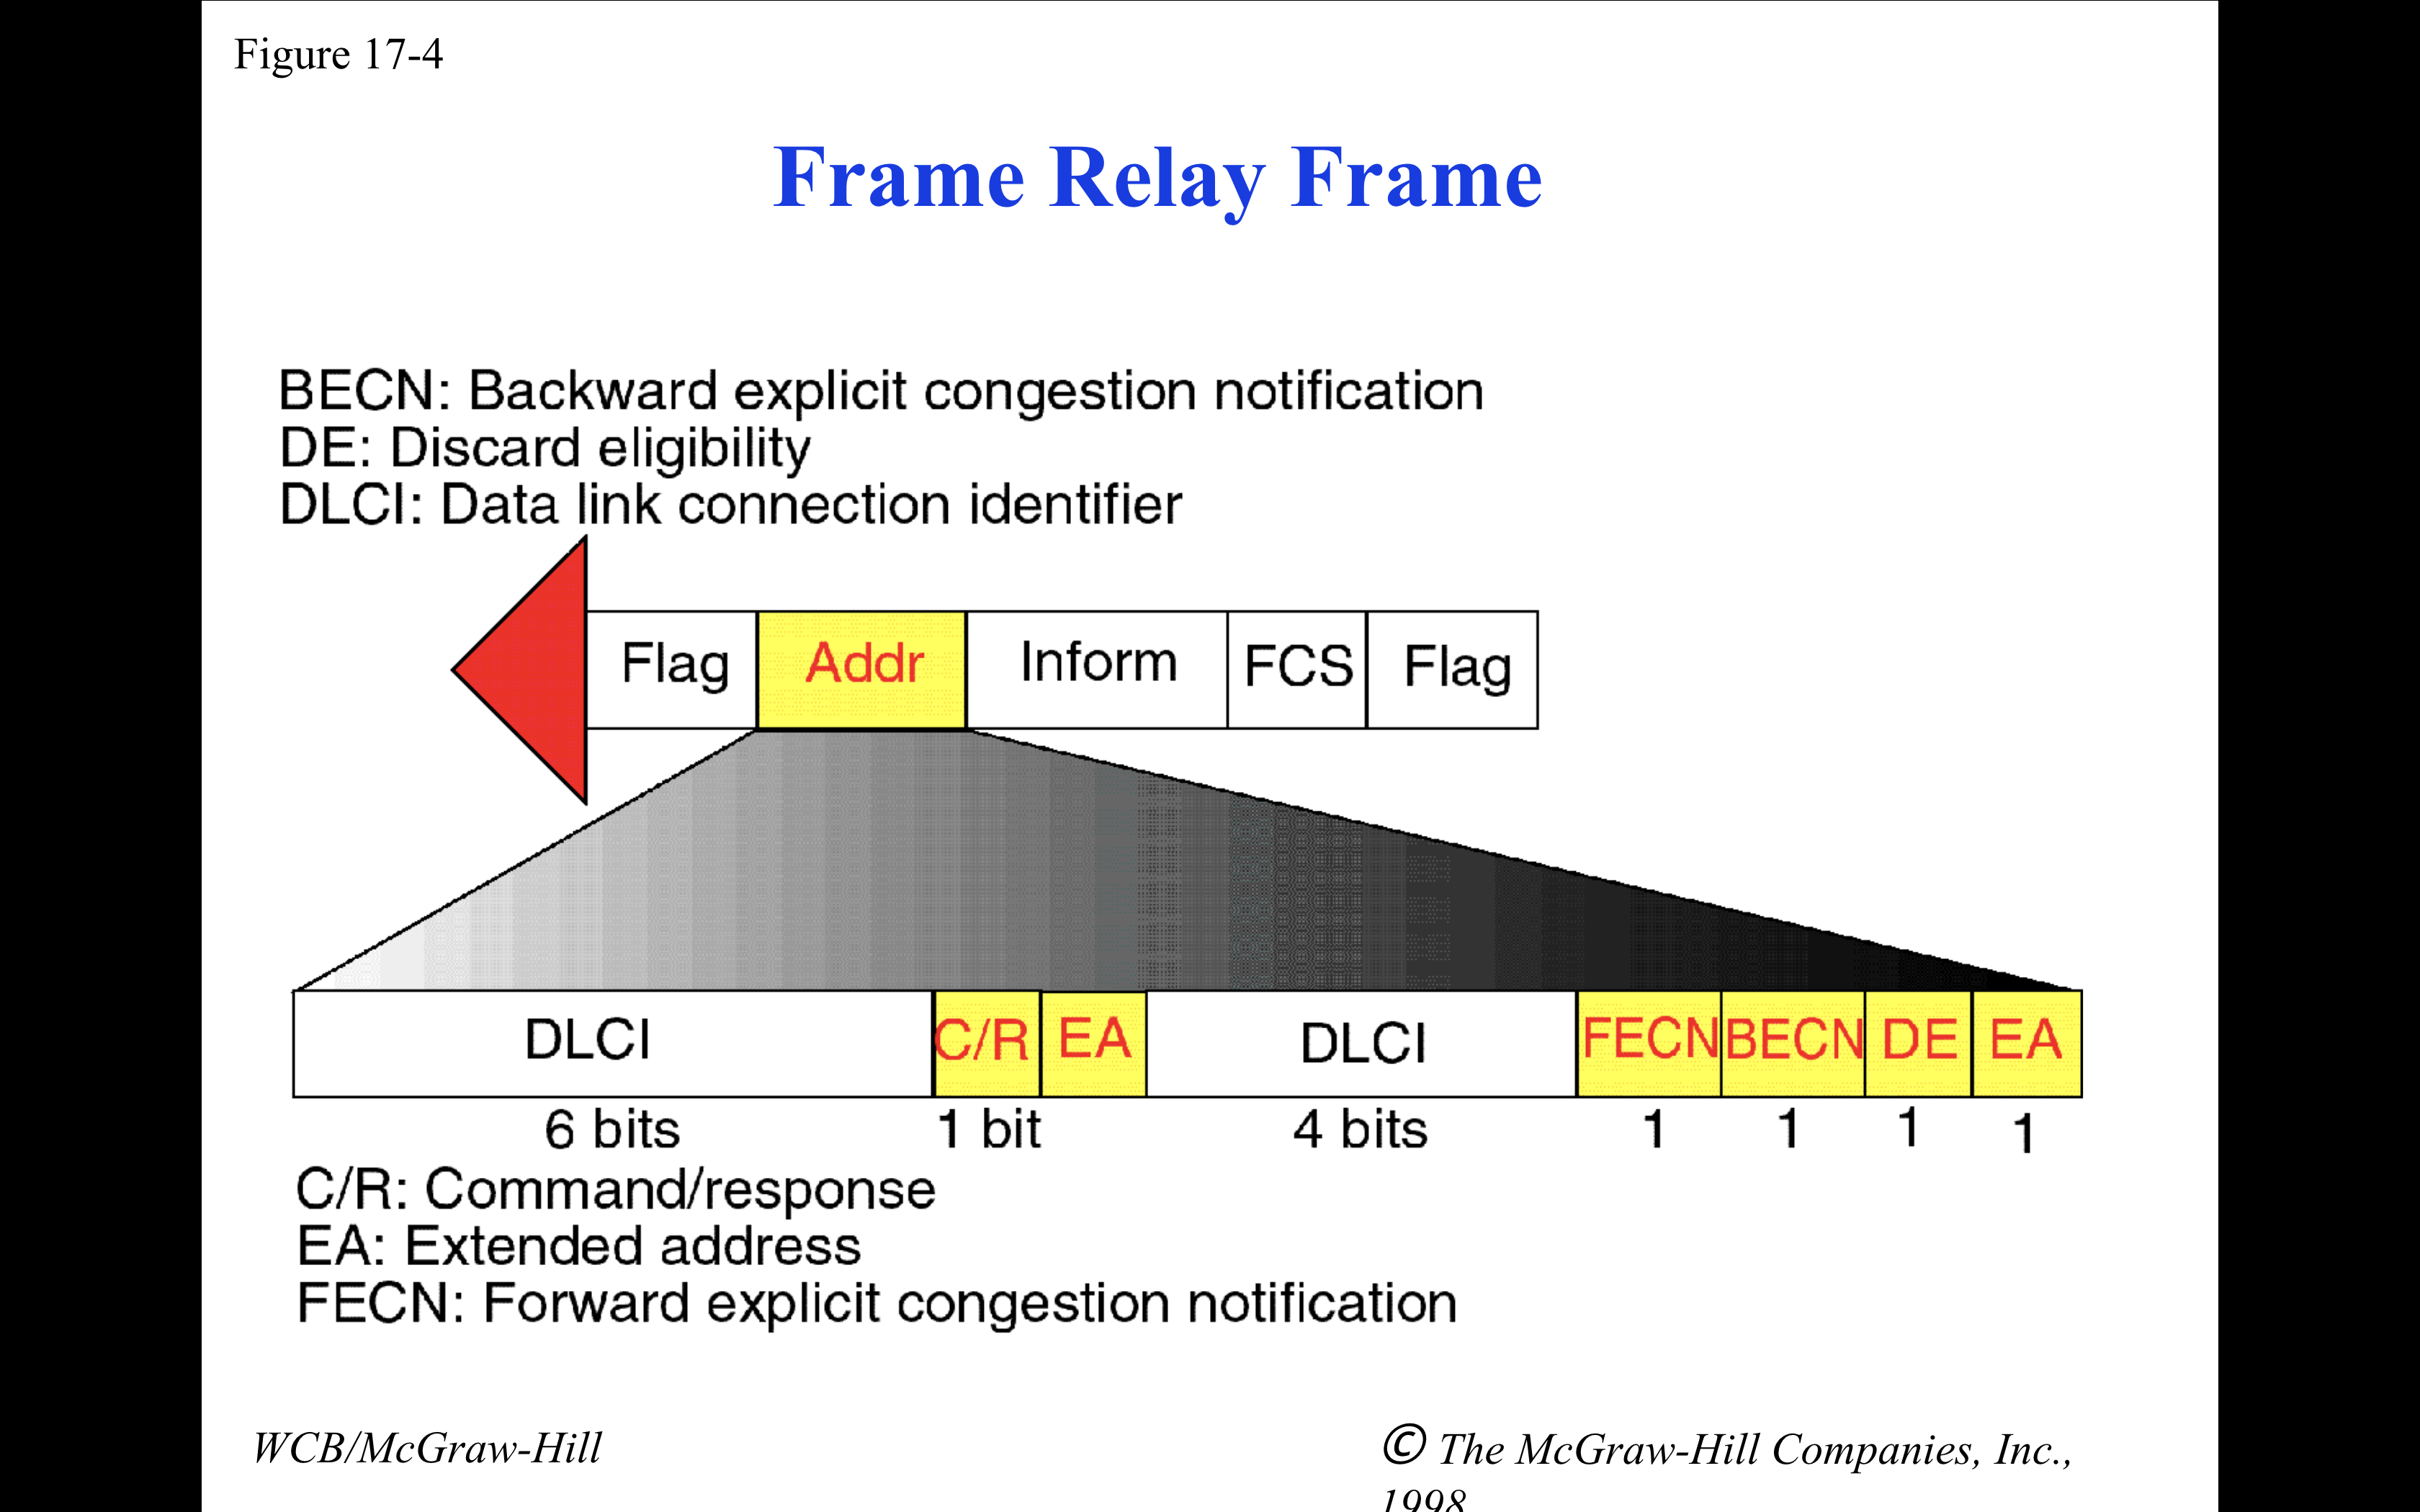 Figure 17-4
Frame Relay Frame
BECN: Backward explicit congestion notification
DE: Discard eligibility
DLCI: Data link connection identifier
Flag Addr Inform FCS Flag
DLCI C/R EA DLCI FECN BECN DE EA
6 bits 1 bit 4 bits 1 1 1 1
C/R: Command/response
EA: Extended address
FECN: Forward explicit congestion notification
WCB/McGraw-Hill
© The McGraw-Hill Companies, Inc.,
1998